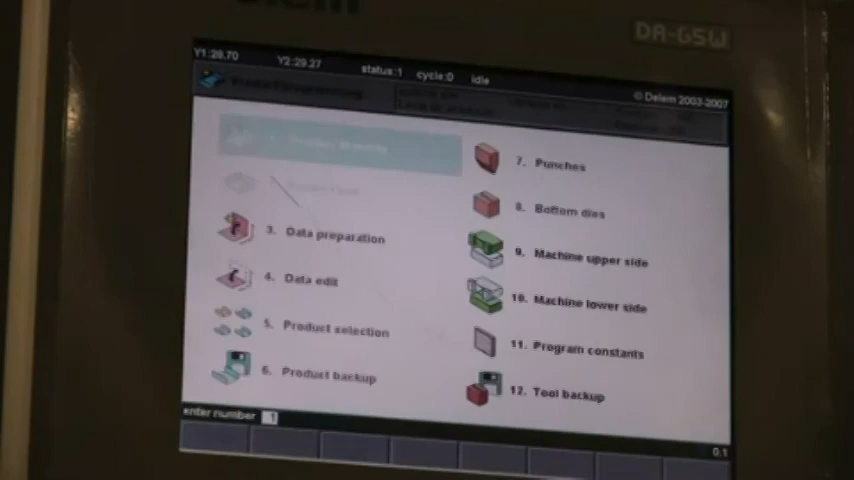 Delem
DA-65W
Y1:28.70 Y2:29.27 status:1 cycle:0 idle
© Delem 2003-2007
3. Data preparation
4. Data edit
5. Product selection
6. Product backup
7. Punches
8. Bottom dies
9. Machine upper side
10. Machine lower side
11. Program constants
12. Tool backup
enter number 1
0.1